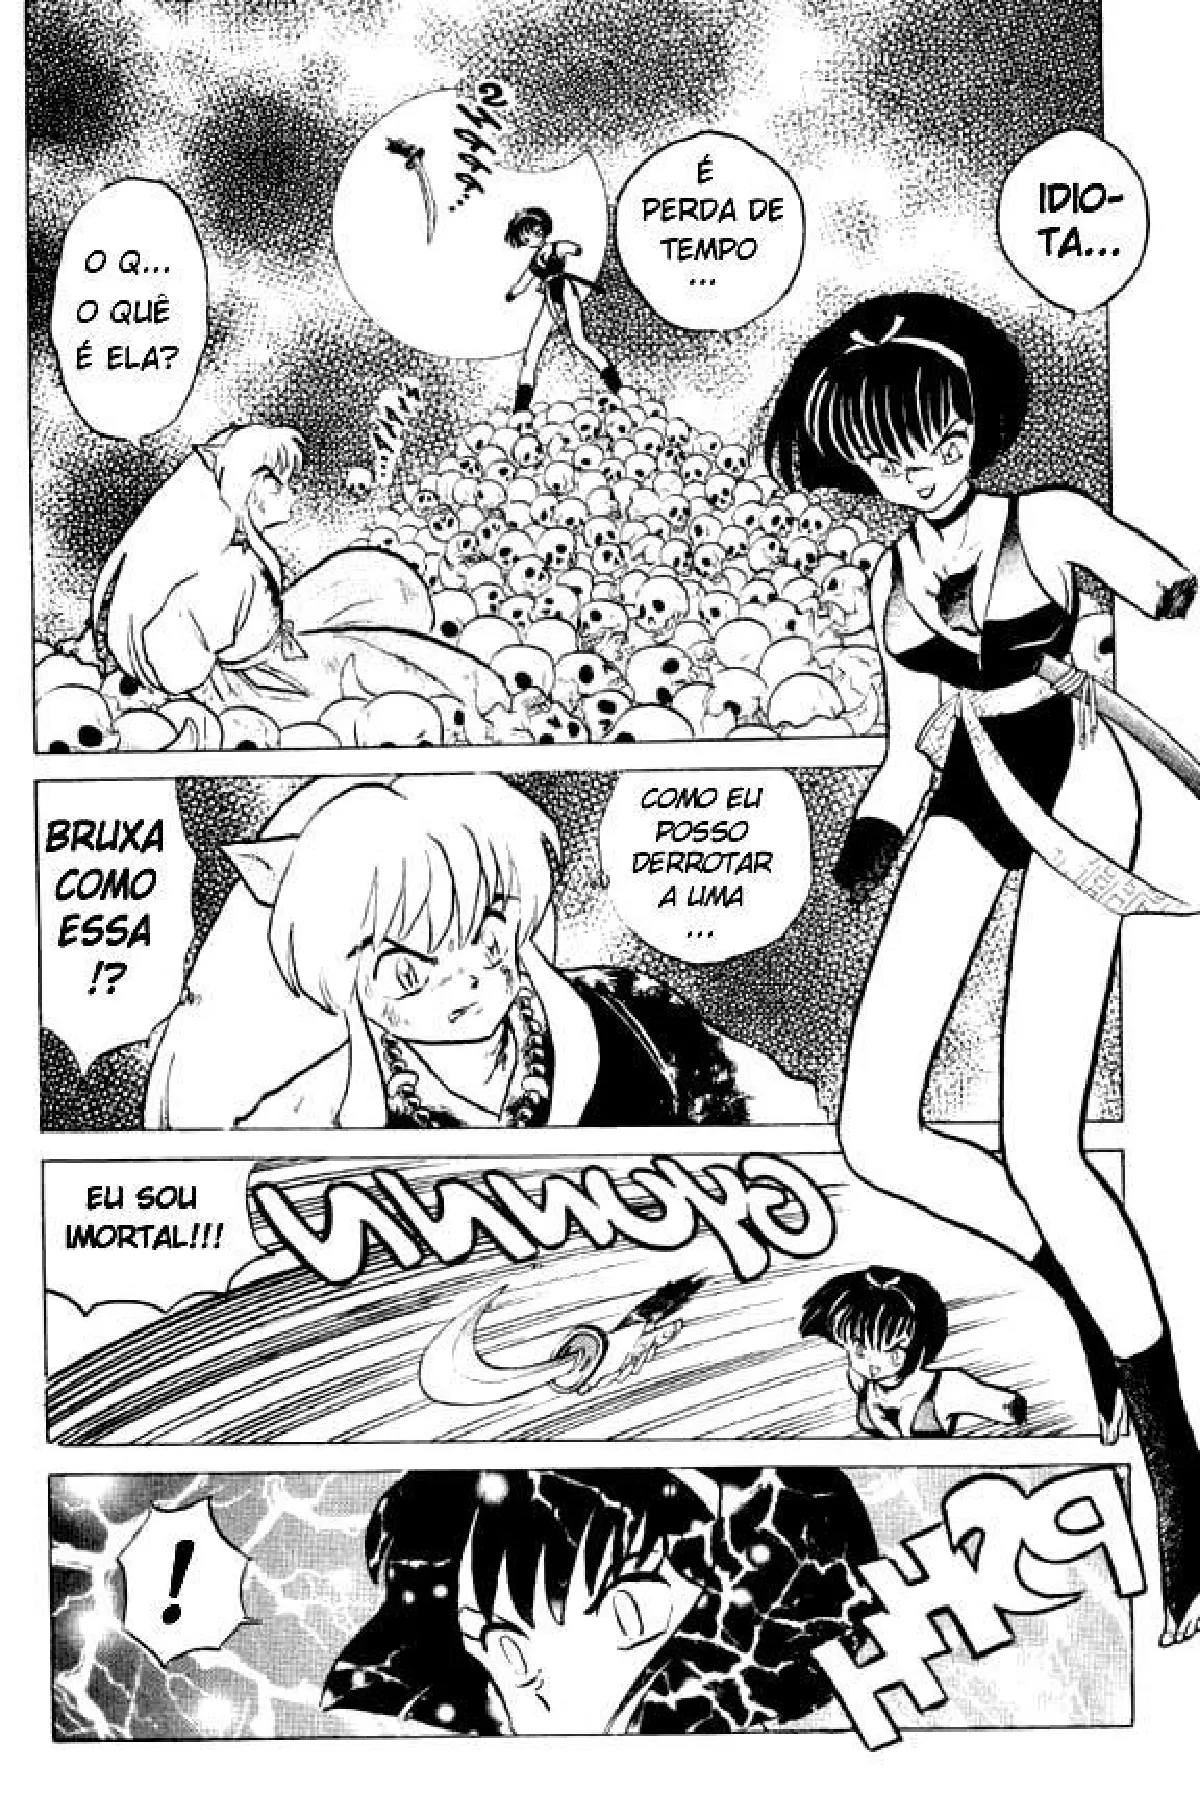 O Q...
O QUÊ
É ELA?
É
PERDA DE
TEMPO
...
IDIO-
TA...
BRUXA
COMO
ESSA
!?
COMO EU
POSSO
DERROTAR
A UMA
...
EU SOU
IMORTAL!!!
!